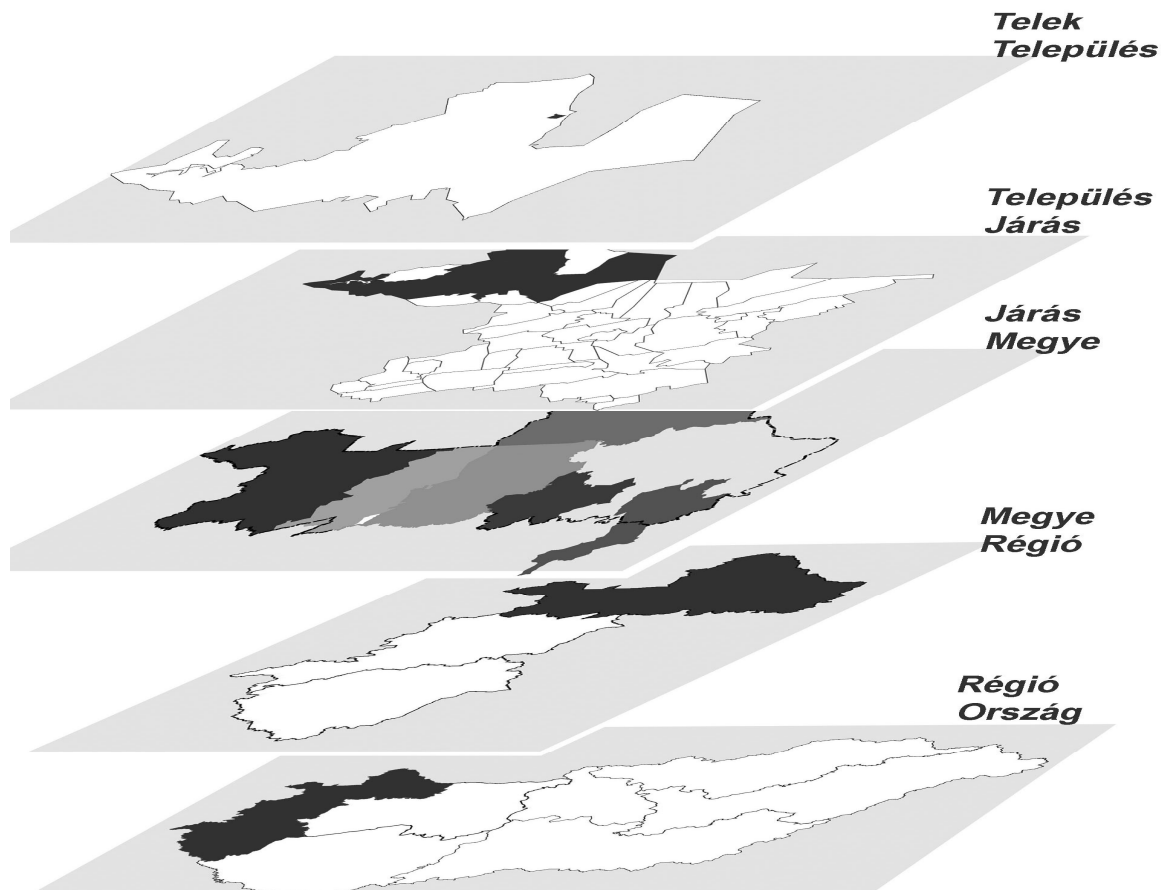 Telek
Település
Település
Járás
Járás
Megye
Megye
Régió
Régió
Ország